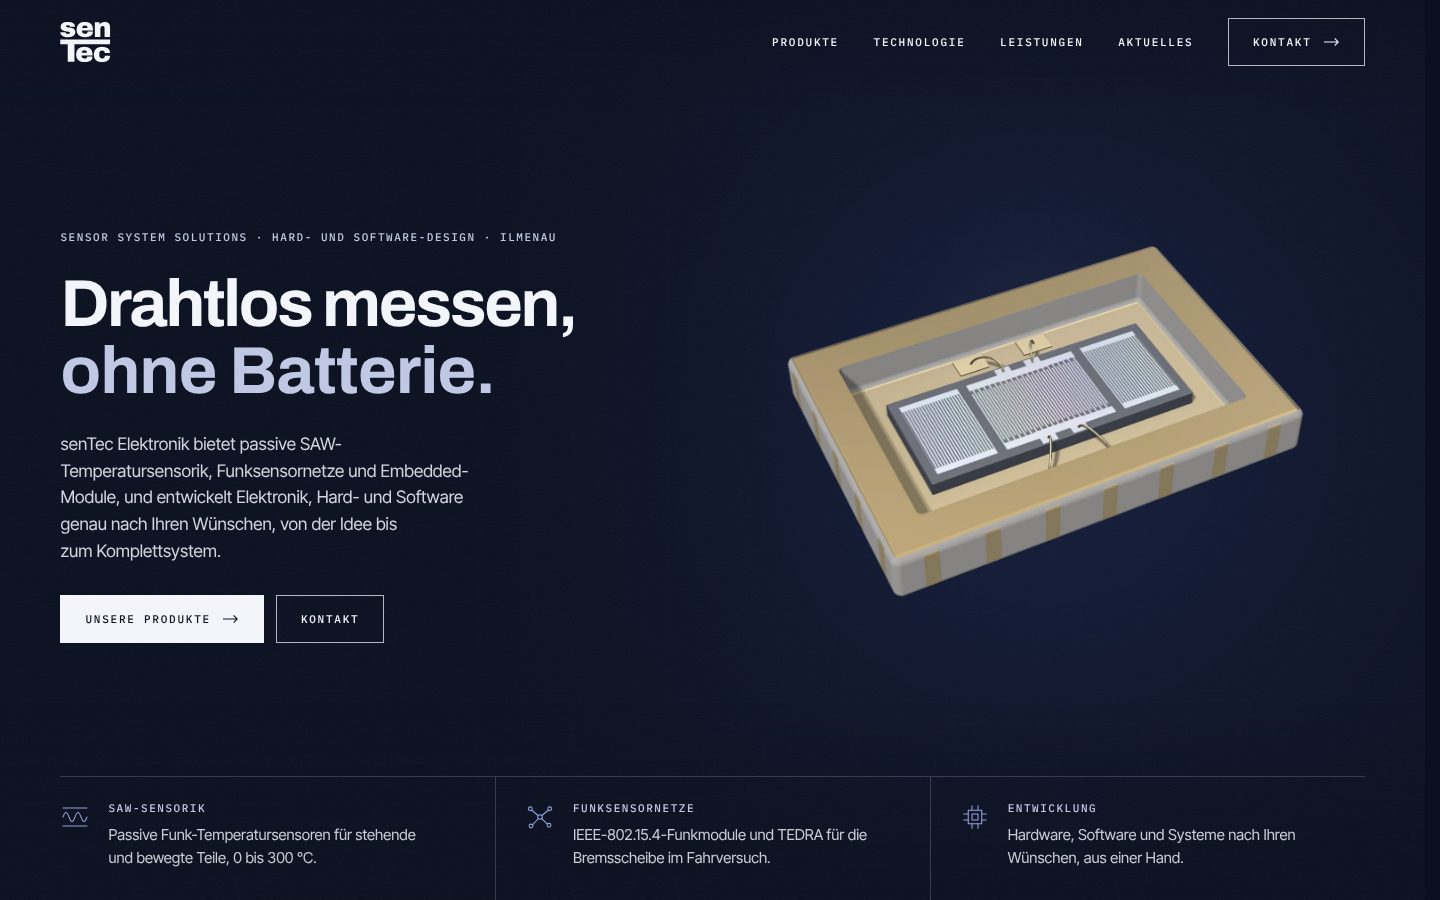 sen
Tec
PRODUKTE
TECHNOLOGIE
LEISTUNGEN
AKTUELLES
KONTAKT
SENSOR SYSTEM SOLUTIONS · HARD- UND SOFTWARE-DESIGN · ILMENAU
Drahtlos messen,
ohne Batterie.
senTec Elektronik bietet passive SAW-
Temperatursensorik, Funksensornetze und Embedded-
Module, und entwickelt Elektronik, Hard- und Software
genau nach Ihren Wünschen, von der Idee bis
zum Komplettsystem.
UNSERE PRODUKTE
KONTAKT
SAW-SENSORIK
Passive Funk-Temperatursensoren für stehende
und bewegte Teile, 0 bis 300 °C.
FUNKSENSORNETZE
IEEE-802.15.4-Funkmodule und TEDRA für die
Bremsscheibe im Fahrversuch.
ENTWICKLUNG
Hardware, Software und Systeme nach Ihren
Wünschen, aus einer Hand.